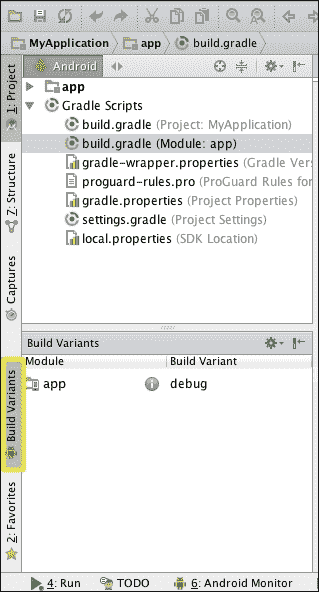 MyApplication app build.gradle
Android
1: Project
app
Gradle Scripts
build.gradle (Project: MyApplication)
build.gradle (Module: app)
gradle-wrapper.properties (Gradle Vers
proguard-rules.pro (ProGuard Rules for
gradle.properties (Project Properties)
settings.gradle (Project Settings)
local.properties (SDK Location)
Z: Structure
Captures
Build Variants
Module Build Variant
app debug
Build Variants
2: Favorites
4: Run TODO 6: Android Monitor